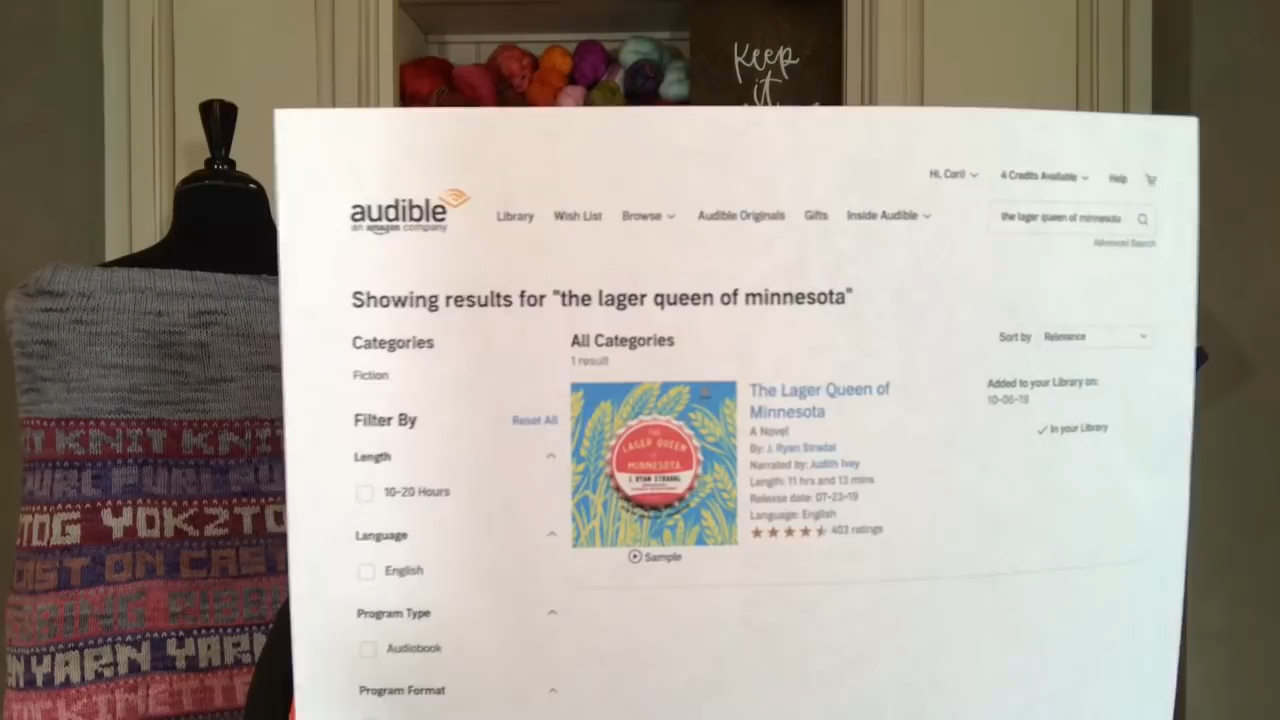 Keep
it
Hi, Coril
4 Credits Available
Help
audible
an amazon company
Library
Wish List
Browse
Audible Originals
Gifts
Inside Audible
the lager queen of minnesota
Advanced Search
Showing results for "the lager queen of minnesota"
Categories
Fiction
Filter By
Reset All
Length
10-20 Hours
Language
English
Program Type
Audiobook
Program Format
All Categories
1 result
Sort by
Relevance
THE
LAGER QUEEN
OF
MINNESOTA
J. RYAN STRADAL
Sample
The Lager Queen of
Minnesota
A Novel
By: J. Ryan Stradal
Narrated by: Judith Ivey
Length: 11 hrs and 13 mins
Release date: 07-23-19
Language: English
403 ratings
Added to your Library on:
10-06-19
In your Library
KNIT KNIT
PURL
TOG YOK2TO
CAST ON CAST
RIBBING RIBB
YARN YARN